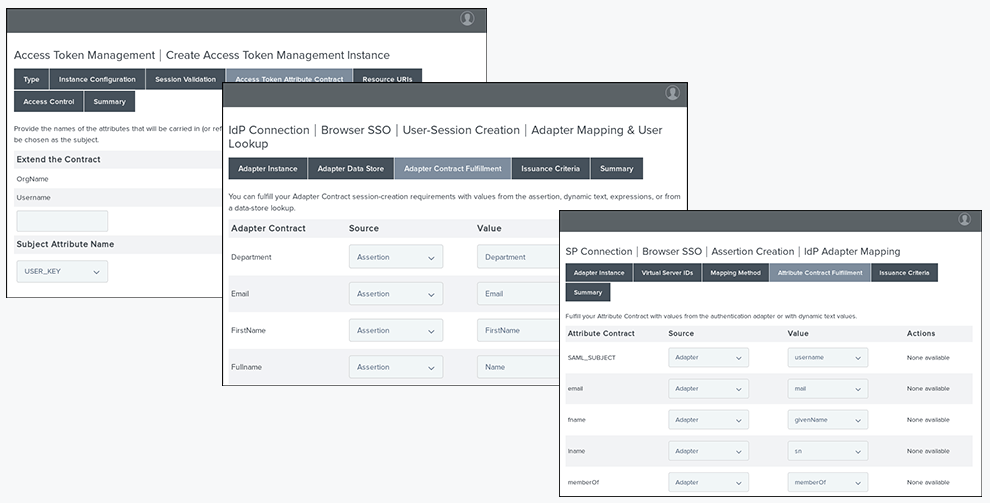 Access Token Management | Create Access Token Management Instance
Type Instance Configuration Session Validation Access Token Attribute Contract Resource URIs
Access Control Summary
Provide the names of the attributes that will be carried in (or ref
be chosen as the subject.
Extend the Contract
OrgName
Username
Subject Attribute Name
USER_KEY
IdP Connection | Browser SSO | User-Session Creation | Adapter Mapping & User
Lookup
Adapter Instance Adapter Data Store Adapter Contract Fulfillment Issuance Criteria Summary
You can fulfill your Adapter Contract session-creation requirements with values from the assertion, dynamic text, expressions, or from
a data-store lookup.
Adapter Contract Source Value
Department Assertion Department
Email Assertion Email
FirstName Assertion FirstName
Fullname Assertion Name
SP Connection | Browser SSO | Assertion Creation | IdP Adapter Mapping
Adapter Instance Virtual Server IDs Mapping Method Attribute Contract Fulfillment Issuance Criteria
Summary
Fulfill your Attribute Contract with values from the authentication adapter or with dynamic text values.
Attribute Contract Source Value Actions
SAML_SUBJECT Adapter username None available
email Adapter mail None available
fname Adapter givenName None available
lname Adapter sn None available
memberOf Adapter memberOf None available